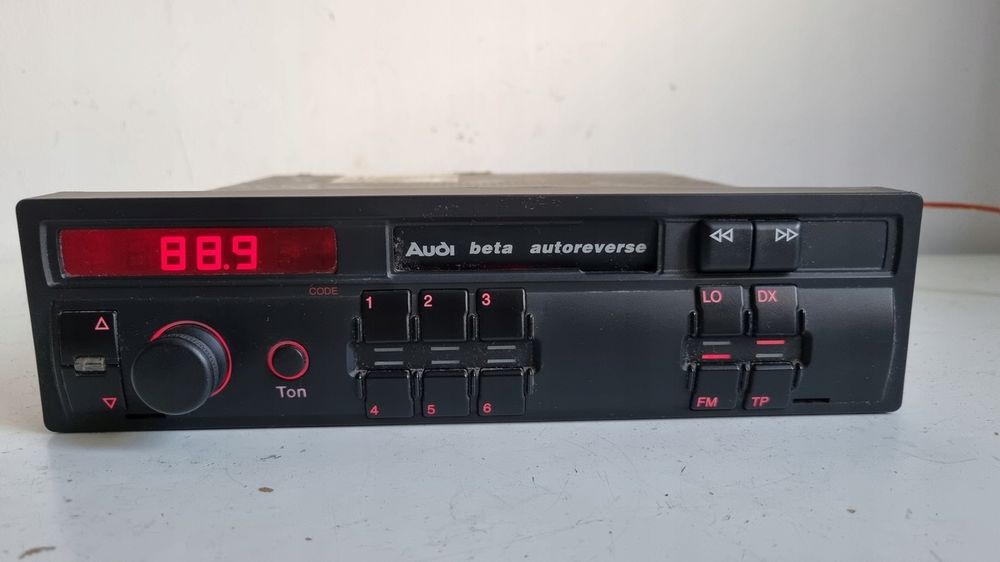 88.9
Audi beta autoreverse
CODE
1 2 3
LO DX
Ton
4 5 6
FM TP